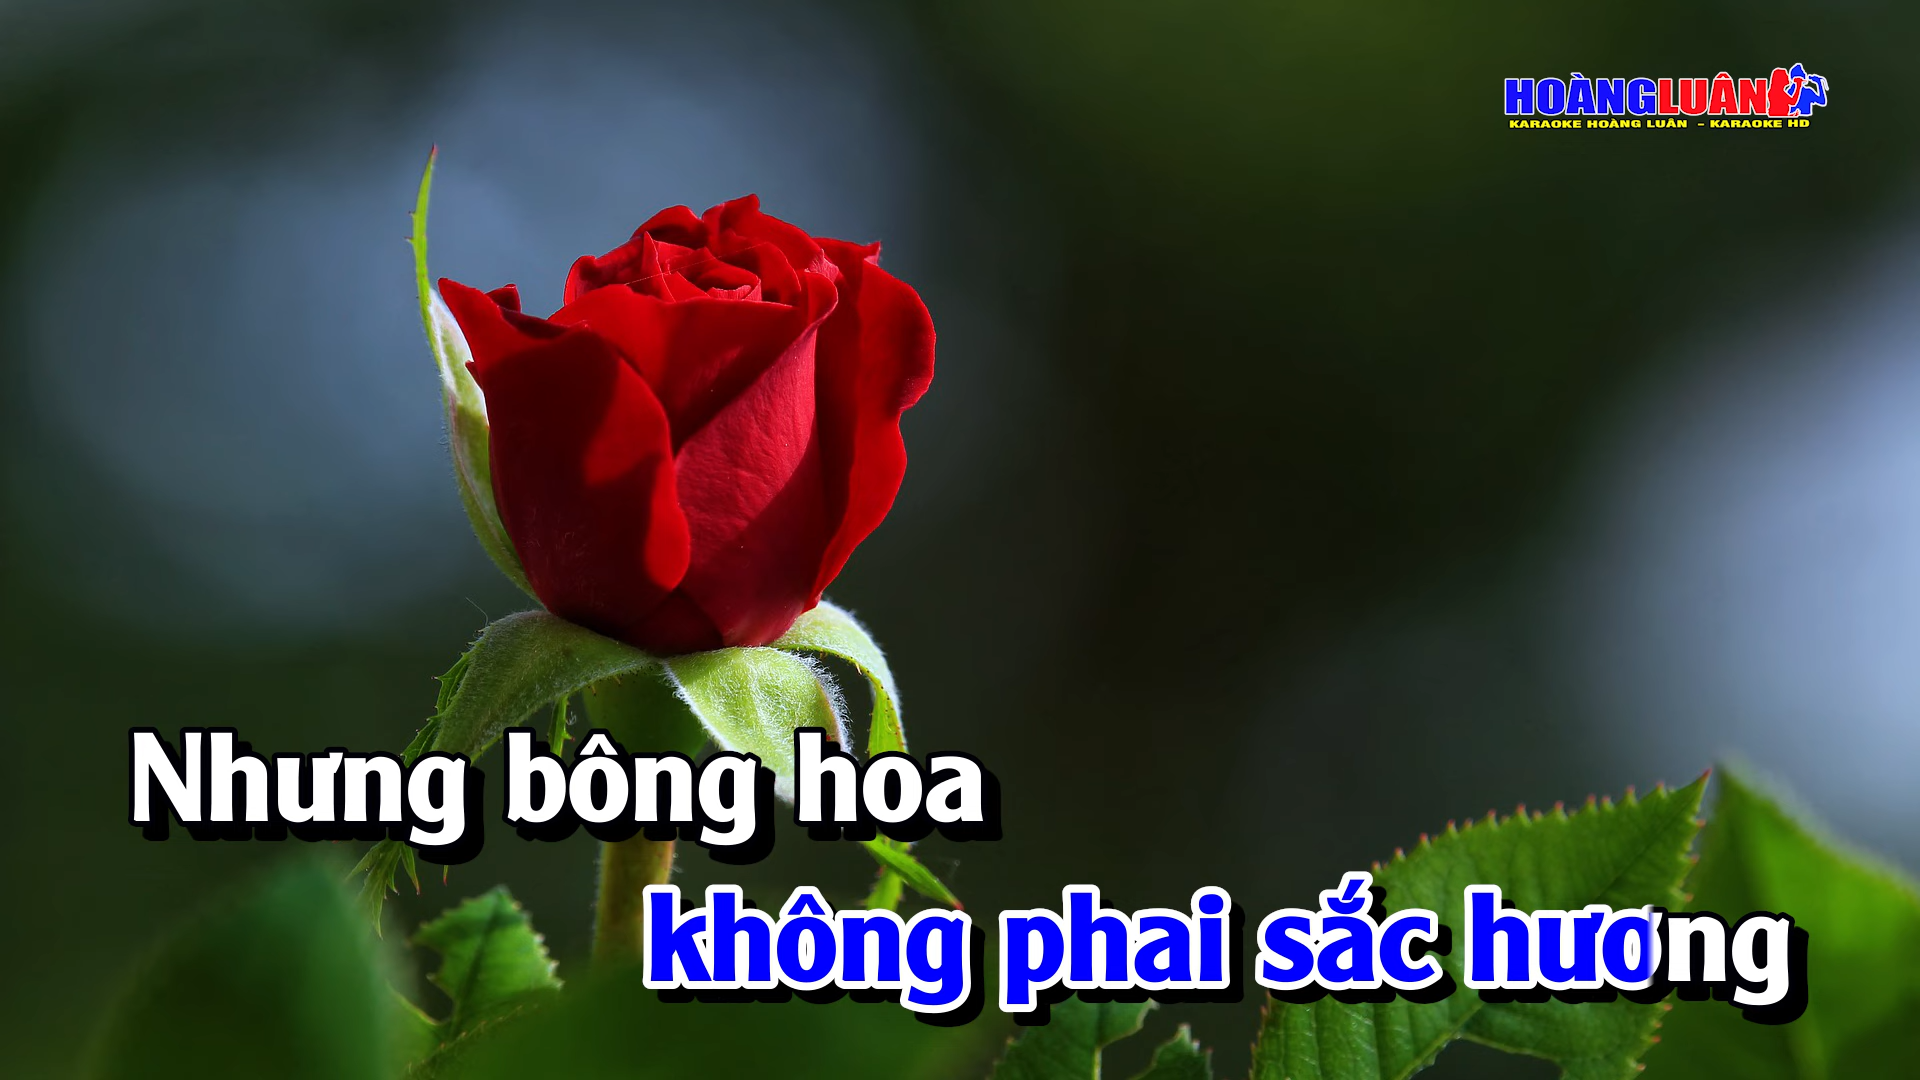 HOÀNGLUÂN
KARAOKE HOÀNG LUÂN - KARAOKE HD
Nhưng bông hoa
không phai sắc hương